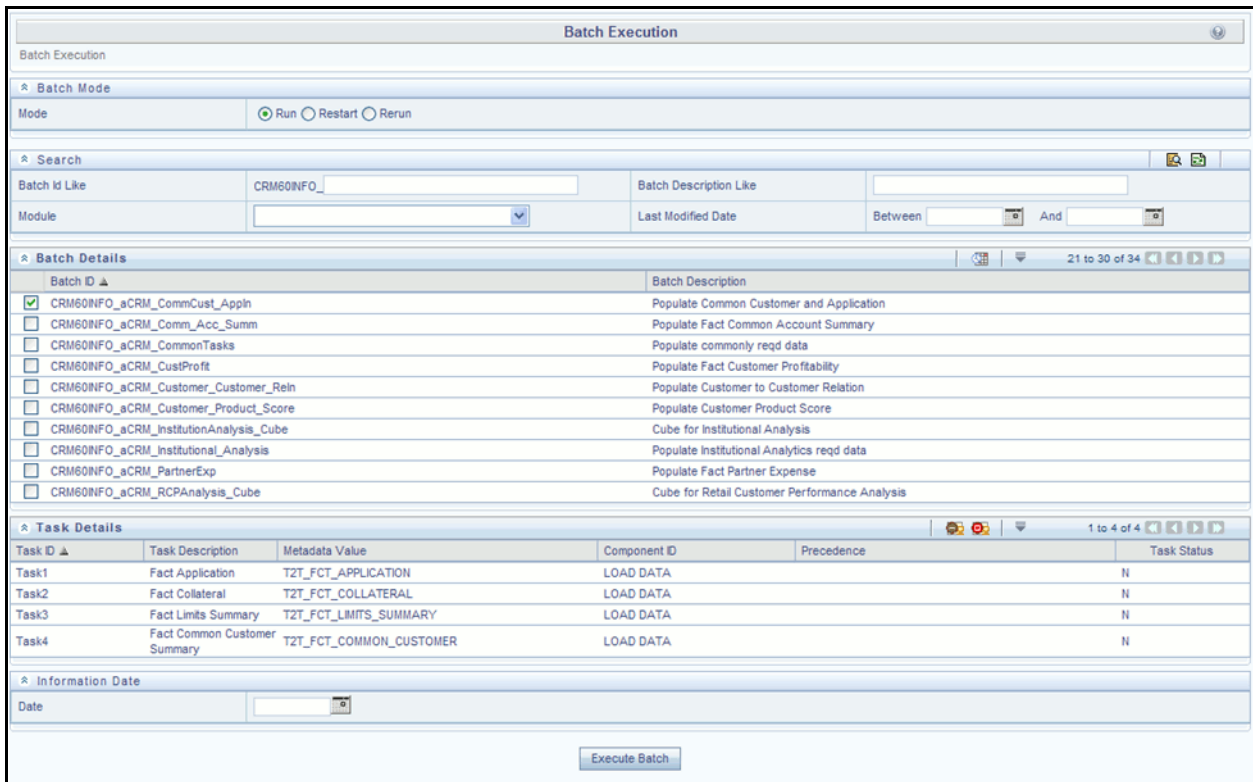 Batch Execution
Batch Execution
Batch Mode
Mode Run Restart Rerun
Search
Batch Id Like CRM60INFO_ Batch Description Like
Module Last Modified Date Between And
Batch Details 21 to 30 of 34
Batch ID Batch Description
CRM60INFO_aCRM_CommCust_Appln Populate Common Customer and Application
CRM60INFO_aCRM_Comm_Acc_Summ Populate Fact Common Account Summary
CRM60INFO_aCRM_CommonTasks Populate commonly reqd data
CRM60INFO_aCRM_CustProfit Populate Fact Customer Profitability
CRM60INFO_aCRM_Customer_Customer_Reln Populate Customer to Customer Relation
CRM60INFO_aCRM_Customer_Product_Score Populate Customer Product Score
CRM60INFO_aCRM_InstitutionAnalysis_Cube Cube for Institutional Analysis
CRM60INFO_aCRM_Institutional_Analysis Populate Institutional Analytics reqd data
CRM60INFO_aCRM_PartnerExp Populate Fact Partner Expense
CRM60INFO_aCRM_RCPAnalysis_Cube Cube for Retail Customer Performance Analysis
Task Details 1 to 4 of 4
Task ID Task Description Metadata Value Component ID Precedence Task Status
Task1 Fact Application T2T_FCT_APPLICATION LOAD DATA N
Task2 Fact Collateral T2T_FCT_COLLATERAL LOAD DATA N
Task3 Fact Limits Summary T2T_FCT_LIMITS_SUMMARY LOAD DATA N
Task4 Fact Common Customer Summary T2T_FCT_COMMON_CUSTOMER LOAD DATA N
Information Date
Date
Execute Batch